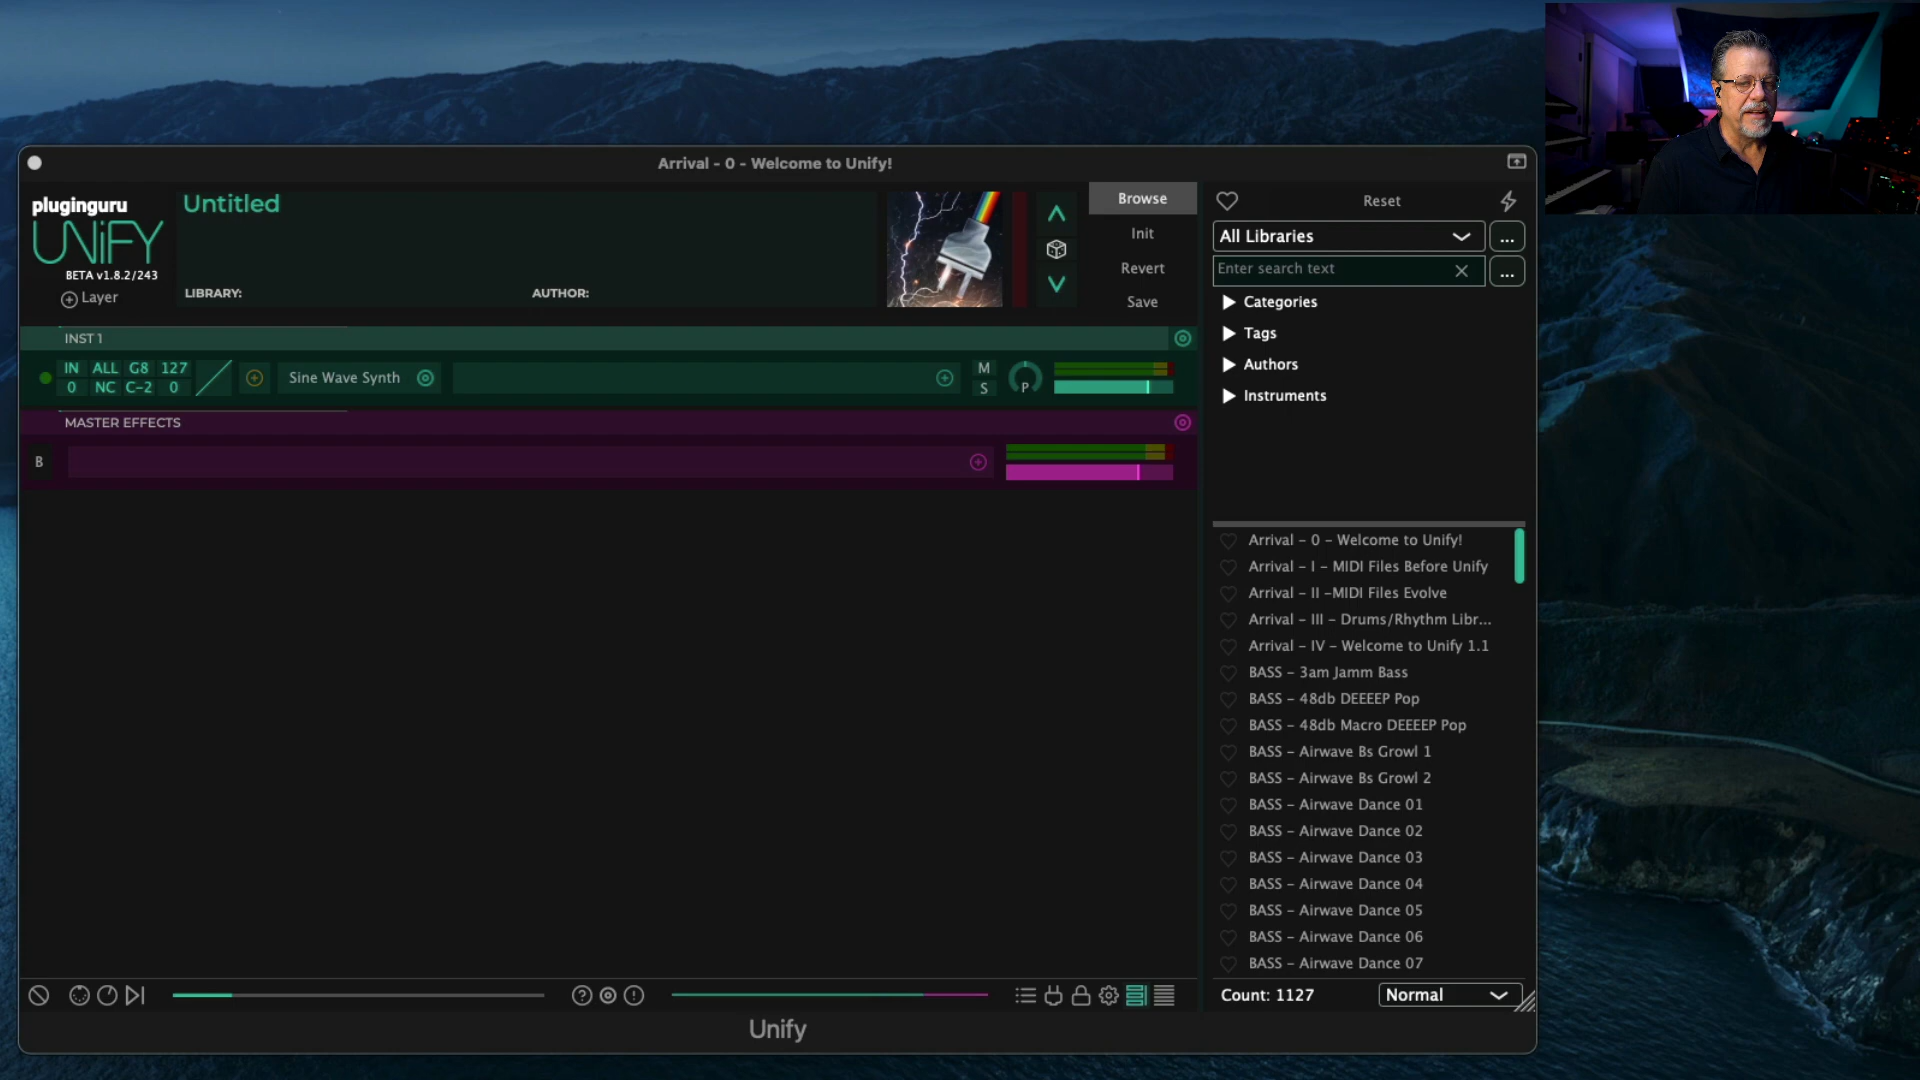 Arrival - 0 - Welcome to Unify!
pluginguru
UNiFY
BETA v1.8.2/243
Layer
Untitled
LIBRARY:
AUTHOR:
Browse
Init
Revert
Save
INST 1
IN ALL G8 127
0 NC C-2 0
Sine Wave Synth
M
S
P
MASTER EFFECTS
B
Reset
All Libraries
...
Enter search text
...
Categories
Tags
Authors
Instruments
Arrival - 0 - Welcome to Unify!
Arrival - I - MIDI Files Before Unify
Arrival - II -MIDI Files Evolve
Arrival - III - Drums/Rhythm Libr...
Arrival - IV - Welcome to Unify 1.1
BASS - 3am Jamm Bass
BASS - 48db DEEEEP Pop
BASS - 48db Macro DEEEEP Pop
BASS - Airwave Bs Growl 1
BASS - Airwave Bs Growl 2
BASS - Airwave Dance 01
BASS - Airwave Dance 02
BASS - Airwave Dance 03
BASS - Airwave Dance 04
BASS - Airwave Dance 05
BASS - Airwave Dance 06
BASS - Airwave Dance 07
Count: 1127
Normal
Unify